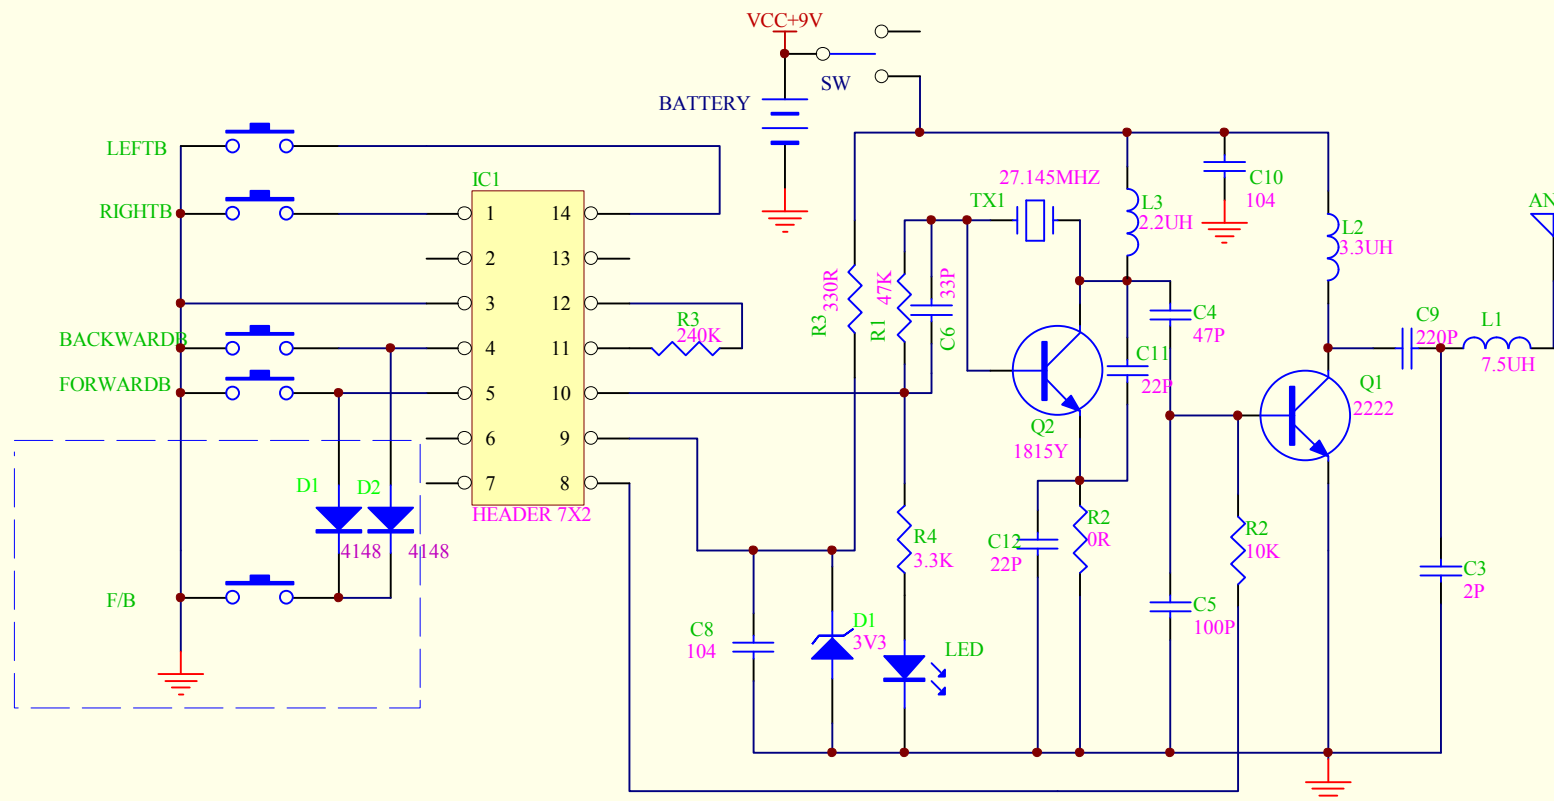 VCC+9V
SW
BATTERY
LEFTB
RIGHTB
BACKWARDB
FORWARDB
F/B
D1
4148
D2
4148
IC1
1 14
2 13
3 12
4 11
5 10
6 9
7 8
HEADER 7X2
R3
240K
R3
330R
R1
47K
C6
33P
TX1
27.145MHZ
L3
2.2UH
C10
104
L2
3.3UH
AN
C4
47P
C11
22P
Q2
1815Y
C9
220P
L1
7.5UH
Q1
2222
R4
3.3K
C12
22P
R2
0R
R2
10K
C3
2P
C5
100P
C8
104
D1
3V3
LED